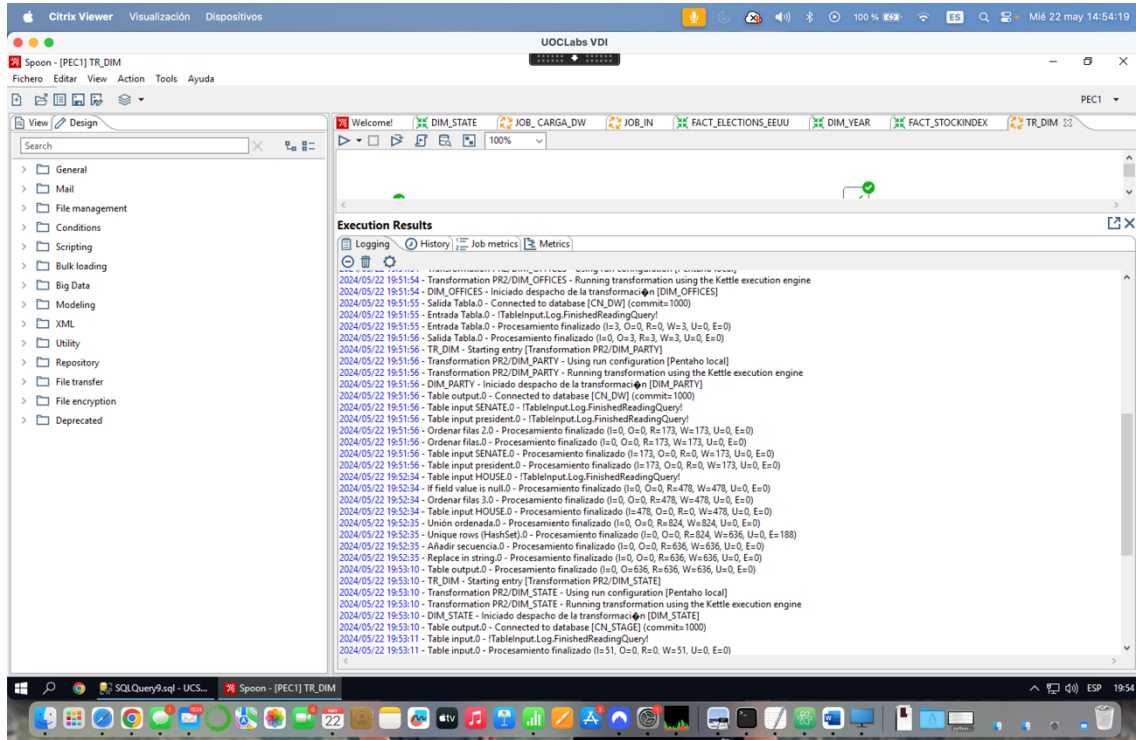 Citrix Viewer Visualización Dispositivos 100 % ES Mié 22 may 14:54:19
UOCLabs VDI
Spoon - [PEC1] TR_DIM
Fichero Editar View Action Tools Ayuda
PEC1
View Design
Welcome! DIM_STATE JOB_ CARGA_DW JOB_IN FACT_ELECTIONS_EEUU DIM_YEAR FACT_STOCKINDEX TR_DIM
Search
100%
General
Mail
File management
Conditions
Scripting
Bulk loading
Big Data
Modeling
XML
Utility
Repository
File transfer
File encryption
Deprecated
Execution Results
Logging History Job metrics Metrics
2024/05/22 19:51:54 - Transformation PR2/DIM_OFFICES - Using run configuration [Pentaho local]
2024/05/22 19:51:54 - Transformation PR2/DIM_OFFICES - Running transformation using the Kettle execution engine
2024/05/22 19:51:54 - DIM_OFFICES - Iniciado despacho de la transformaci�n [DIM_OFFICES]
2024/05/22 19:51:55 - Salida Tabla.0 - Connected to database [CN_DW] (commit=1000)
2024/05/22 19:51:55 - Entrada Tabla.0 - !TableInput.Log.FinishedReadingQuery!
2024/05/22 19:51:55 - Entrada Tabla.0 - Procesamiento finalizado (I=3, O=0, R=0, W=3, U=0, E=0)
2024/05/22 19:51:56 - Salida Tabla.0 - Procesamiento finalizado (I=0, O=3, R=3, W=3, U=0, E=0)
2024/05/22 19:51:56 - TR_DIM - Starting entry [Transformation PR2/DIM_PARTY]
2024/05/22 19:51:56 - Transformation PR2/DIM_PARTY - Using run configuration [Pentaho local]
2024/05/22 19:51:56 - Transformation PR2/DIM_PARTY - Running transformation using the Kettle execution engine
2024/05/22 19:51:56 - DIM_PARTY - Iniciado despacho de la transformaci�n [DIM_PARTY]
2024/05/22 19:51:56 - Table output.0 - Connected to database [CN_DW] (commit=1000)
2024/05/22 19:51:56 - Table input SENATE.0 - !TableInput.Log.FinishedReadingQuery!
2024/05/22 19:51:56 - Table input president.0 - !TableInput.Log.FinishedReadingQuery!
2024/05/22 19:51:56 - Ordenar filas 2.0 - Procesamiento finalizado (I=0, O=0, R=173, W=173, U=0, E=0)
2024/05/22 19:51:56 - Ordenar filas.0 - Procesamiento finalizado (I=0, O=0, R=173, W=173, U=0, E=0)
2024/05/22 19:51:56 - Table input SENATE.0 - Procesamiento finalizado (I=173, O=0, R=0, W=173, U=0, E=0)
2024/05/22 19:51:56 - Table input president.0 - Procesamiento finalizado (I=173, O=0, R=0, W=173, U=0, E=0)
2024/05/22 19:52:34 - Table input HOUSE.0 - !TableInput.Log.FinishedReadingQuery!
2024/05/22 19:52:34 - If field value is null.0 - Procesamiento finalizado (I=0, O=0, R=478, W=478, U=0, E=0)
2024/05/22 19:52:34 - Ordenar filas 3.0 - Procesamiento finalizado (I=0, O=0, R=478, W=478, U=0, E=0)
2024/05/22 19:52:34 - Table input HOUSE.0 - Procesamiento finalizado (I=478, O=0, R=0, W=478, U=0, E=0)
2024/05/22 19:52:35 - Unión ordenada.0 - Procesamiento finalizado (I=0, O=0, R=824, W=824, U=0, E=0)
2024/05/22 19:52:35 - Unique rows (HashSet).0 - Procesamiento finalizado (I=0, O=0, R=824, W=636, U=0, E=188)
2024/05/22 19:52:35 - Añadir secuencia.0 - Procesamiento finalizado (I=0, O=0, R=636, W=636, U=0, E=0)
2024/05/22 19:52:35 - Replace in string.0 - Procesamiento finalizado (I=0, O=0, R=636, W=636, U=0, E=0)
2024/05/22 19:53:10 - Table output.0 - Procesamiento finalizado (I=0, O=636, R=636, W=636, U=0, E=0)
2024/05/22 19:53:10 - TR_DIM - Starting entry [Transformation PR2/DIM_STATE]
2024/05/22 19:53:10 - Transformation PR2/DIM_STATE - Using run configuration [Pentaho local]
2024/05/22 19:53:10 - Transformation PR2/DIM_STATE - Running transformation using the Kettle execution engine
2024/05/22 19:53:10 - DIM_STATE - Iniciado despacho de la transformaci�n [DIM_STATE]
2024/05/22 19:53:10 - Table output.0 - Connected to database [CN_STAGE] (commit=1000)
2024/05/22 19:53:11 - Table input.0 - !TableInput.Log.FinishedReadingQuery!
2024/05/22 19:53:11 - Table input.0 - Procesamiento finalizado (I=51, O=0, R=0, W=51, U=0, E=0)
SQLQuery9.sql - UCS... Spoon - [PEC1] TR_DIM ESP 19:54
22 tv